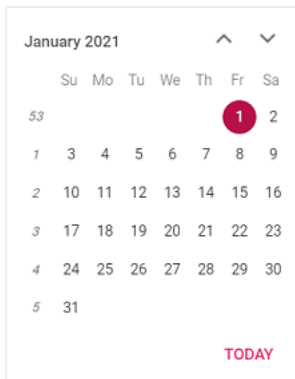 January 2021
Su Mo Tu We Th Fr Sa
53 1 2
1 3 4 5 6 7 8 9
2 10 11 12 13 14 15 16
3 17 18 19 20 21 22 23
4 24 25 26 27 28 29 30
5 31
TODAY